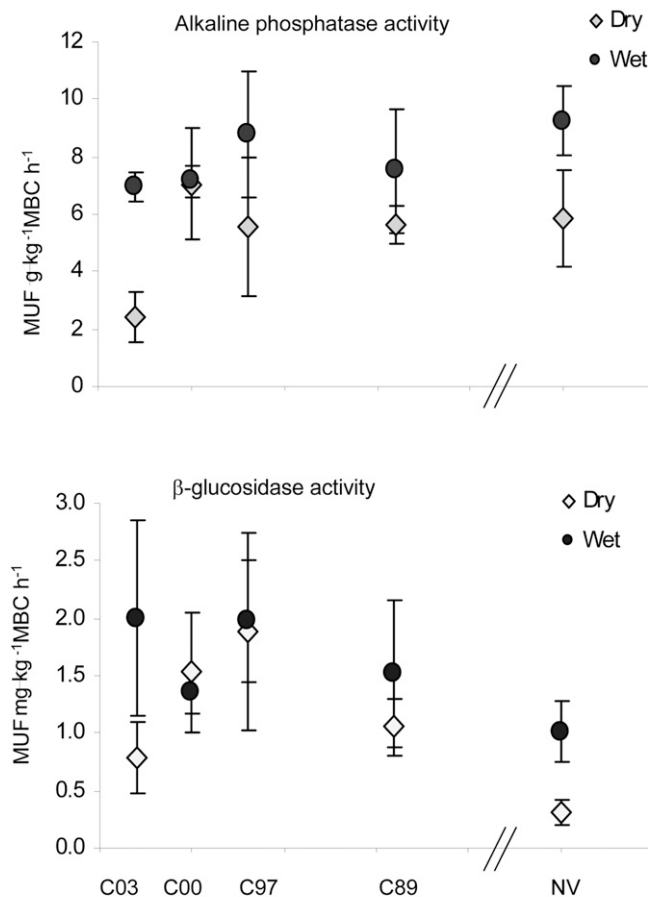 Alkaline phosphatase activity
Dry
Wet
12
10
8
6
4
2
0
MUF g·kg⁻¹MBC h⁻¹
β-glucosidase activity
Dry
Wet
3.0
2.5
2.0
1.5
1.0
0.5
0.0
MUF mg·kg⁻¹MBC h⁻¹
C03 C00 C97 C89 NV